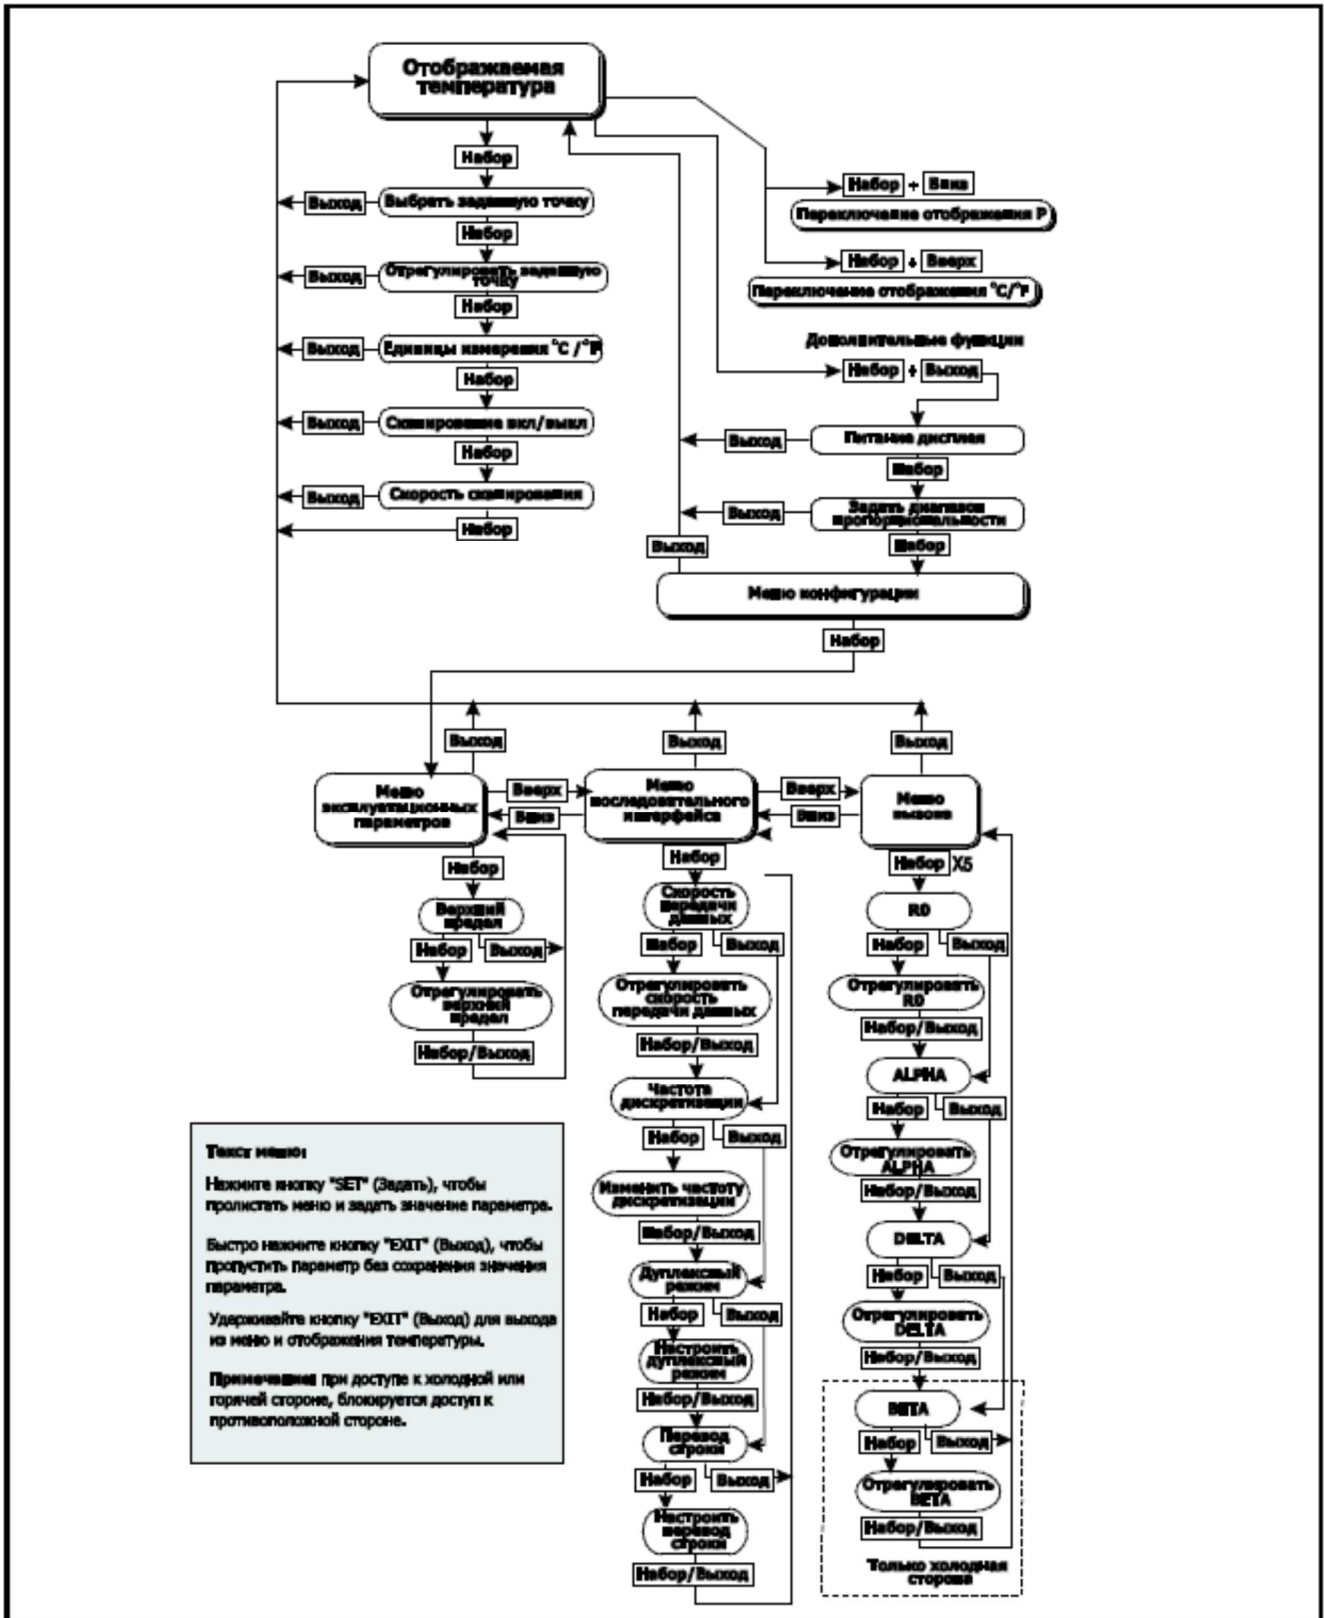 Отображаемая
температура
Набор
Выход
Выбрать заданную точку
Набор
Выход
Отрегулировать заданную
точку
Набор
Выход
Единицы измерения °C / °F
Набор
Выход
Сканирование вкл/выкл
Набор
Выход
Скорость сканирования
Набор
Набор + Вниз
Переключение отображения P
Набор + Вверх
Переключение отображения °C/°F
Дополнительные функции
Набор + Выход
Выход
Питание дисплея
Набор
Выход
Задать диапазон
пропорциональности
Набор
Выход
Меню конфигурации
Набор
Выход
Выход
Выход
Меню
эксплуатационных
параметров
Вверх
Вниз
Меню
последовательного
интерфейса
Вверх
Вниз
Меню
вызова
Набор
Верхний
предел
Набор
Выход
Отрегулировать
верхний
предел
Набор/Выход
Набор
Скорость
передачи
данных
Набор
Выход
Отрегулировать
скорость
передачи данных
Набор/Выход
Частота
дискретизации
Набор
Выход
Изменить частоту
дискретизации
Набор/Выход
Дуплексный
режим
Набор
Выход
Настроить
дуплексный
режим
Набор/Выход
Перевод
строки
Набор
Выход
Настроить
перевод
строки
Набор/Выход
Набор X5
R0
Набор
Выход
Отрегулировать
R0
Набор/Выход
ALPHA
Набор
Выход
Отрегулировать
ALPHA
Набор/Выход
DELTA
Набор
Выход
Отрегулировать
DELTA
Набор/Выход
BETA
Набор
Выход
Отрегулировать
BETA
Набор/Выход
Только холодная
сторона
Текст меню:
Нажмите кнопку "SET" (Задать), чтобы
пролистать меню и задать значение параметра.
Быстро нажмите кнопку "EXIT" (Выход), чтобы
пропустить параметр без сохранения значения
параметра.
Удерживайте кнопку "EXIT" (Выход) для выхода
из меню и отображения температуры.
Примечание: при доступе к холодной или
горячей стороне, блокируется доступ к
противоположной стороне.